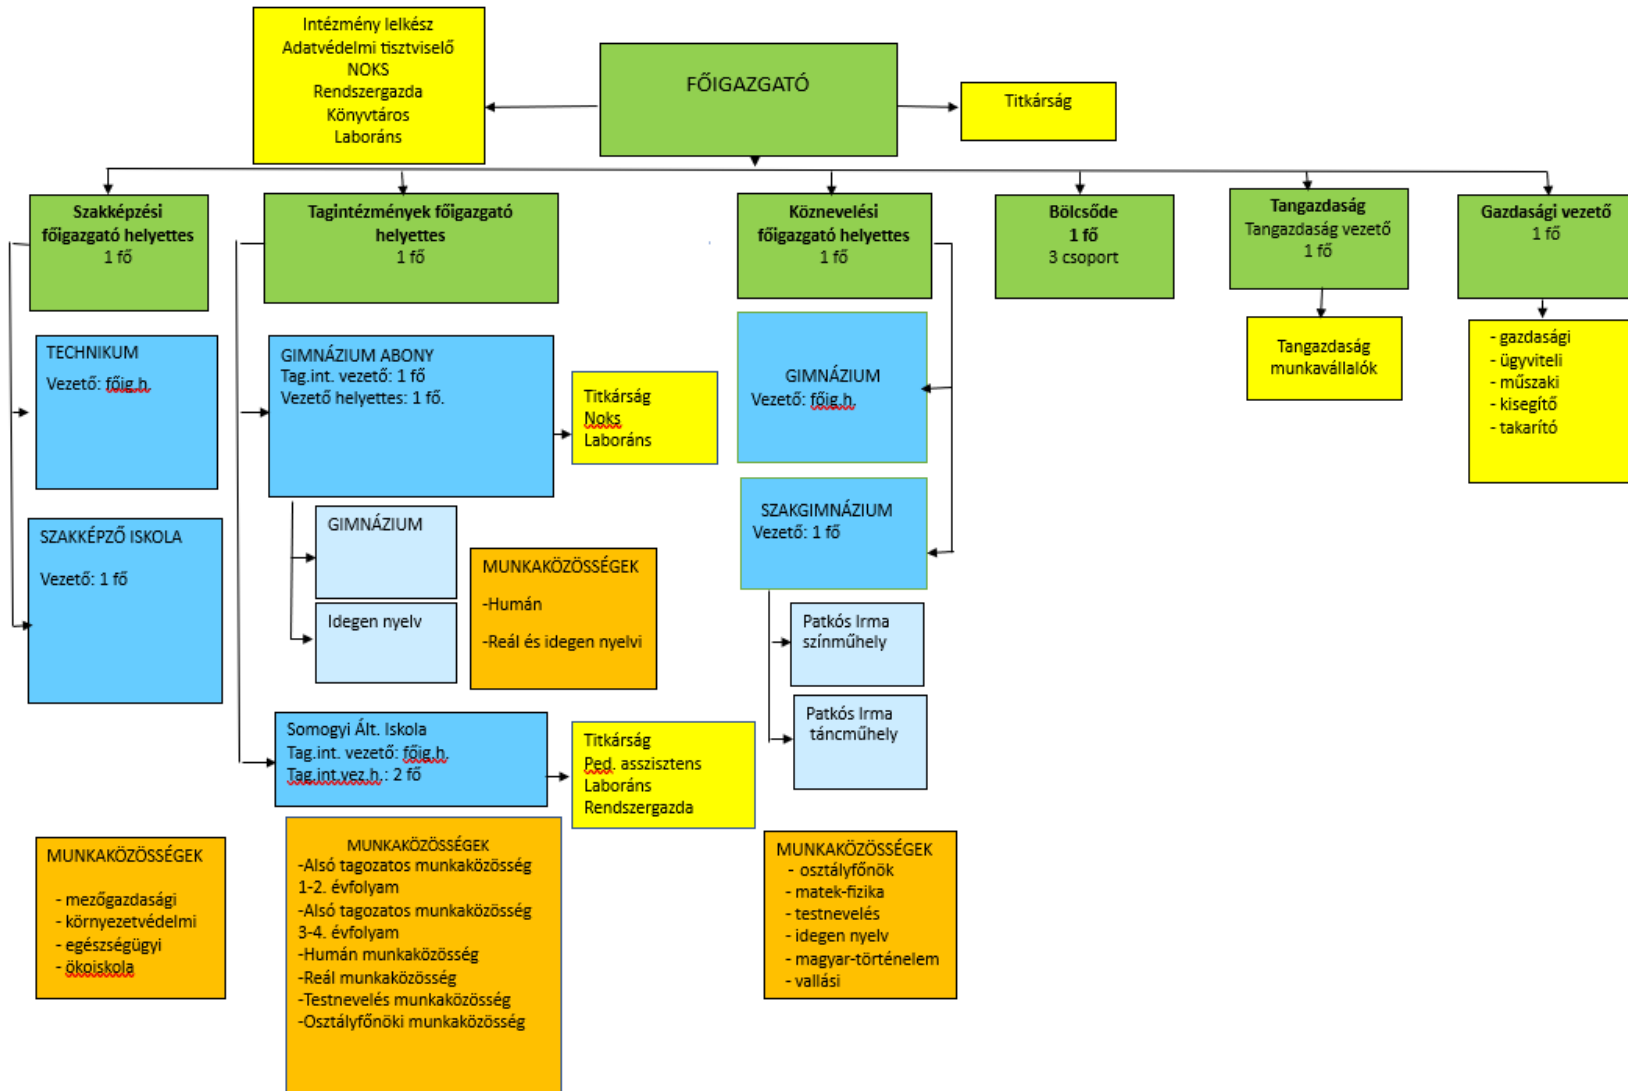 Intézmény lelkész
Adatvédelmi tisztviselő
NOKS
Rendszergazda
Könyvtáros
Laboráns
FŐIGAZGATÓ
Titkárság
Szakképzési
főigazgató helyettes
1 fő
Tagintézmények főigazgató
helyettes
1 fő
Köznevelési
főigazgató helyettes
1 fő
Bölcsőde
1 fő
3 csoport
Tangazdaság
Tangazdaság vezető
1 fő
Gazdasági vezető
1 fő
TECHNIKUM
Vezető: főig.h.
SZAKKÉPZŐ ISKOLA
Vezető: 1 fő
GIMNÁZIUM ABONY
Tag.int. vezető: 1 fő
Vezető helyettes: 1 fő.
Titkárság
Noks
Laboráns
GIMNÁZIUM
Idegen nyelv
MUNKAKÖZÖSSÉGEK
-Humán
-Reál és idegen nyelvi
Somogyi Ált. Iskola
Tag.int. vezető: főig.h.
Tag.int.vez.h.: 2 fő
Titkárság
Ped. asszisztens
Laboráns
Rendszergazda
GIMNÁZIUM
Vezető: főig.h.
SZAKGIMNÁZIUM
Vezető: 1 fő
Patkós Irma
színműhely
Patkós Irma
táncműhely
Tangazdaság
munkavállalók
- gazdasági
- ügyviteli
- műszaki
- kisegítő
- takarító
MUNKAKÖZÖSSÉGEK
- mezőgazdasági
- környezetvédelmi
- egészségügyi
- ökoiskola
MUNKAKÖZÖSSÉGEK
-Alsó tagozatos munkaközösség
1-2. évfolyam
-Alsó tagozatos munkaközösség
3-4. évfolyam
-Humán munkaközösség
-Reál munkaközösség
-Testnevelés munkaközösség
-Osztályfőnöki munkaközösség
MUNKAKÖZÖSSÉGEK
- osztályfőnök
- matek-fizika
- testnevelés
- idegen nyelv
- magyar-történelem
- vallási